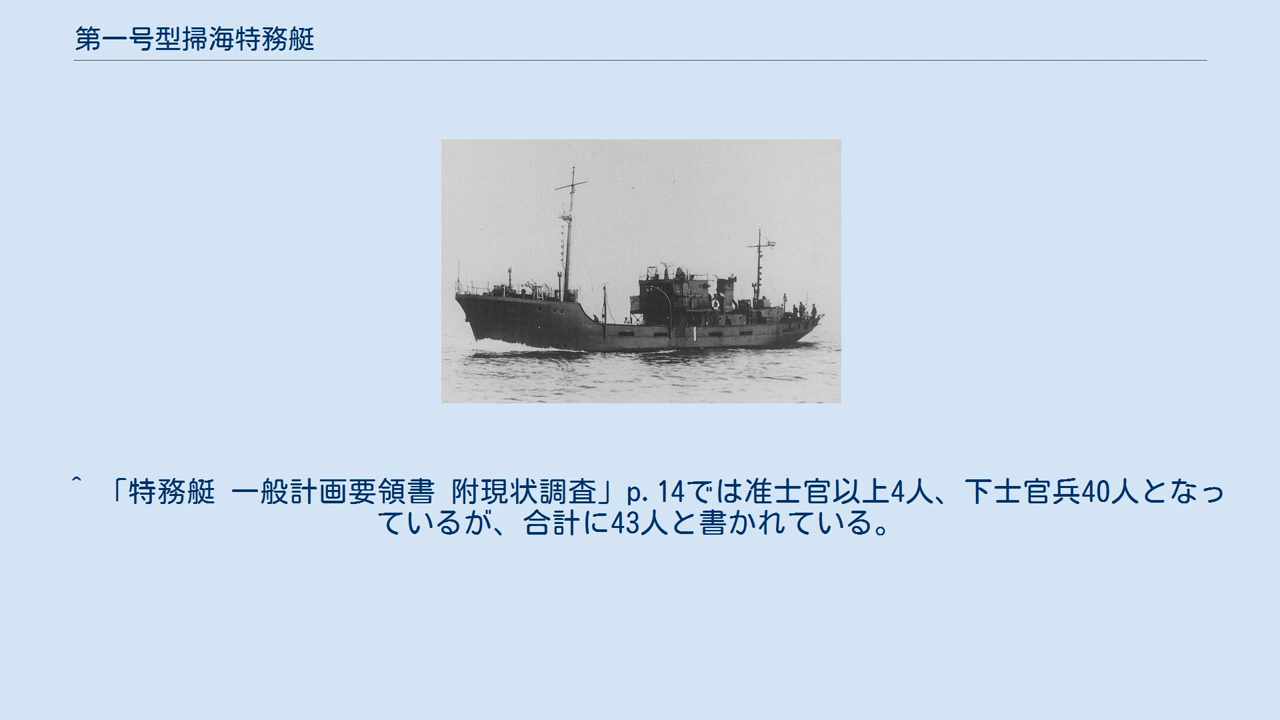 第一号型掃海特務艇
^ 「特務艇 一般計画要領書 附現状調査」p.14では准士官以上4人、下士官兵40人となっ
ているが、合計に43人と書かれている。